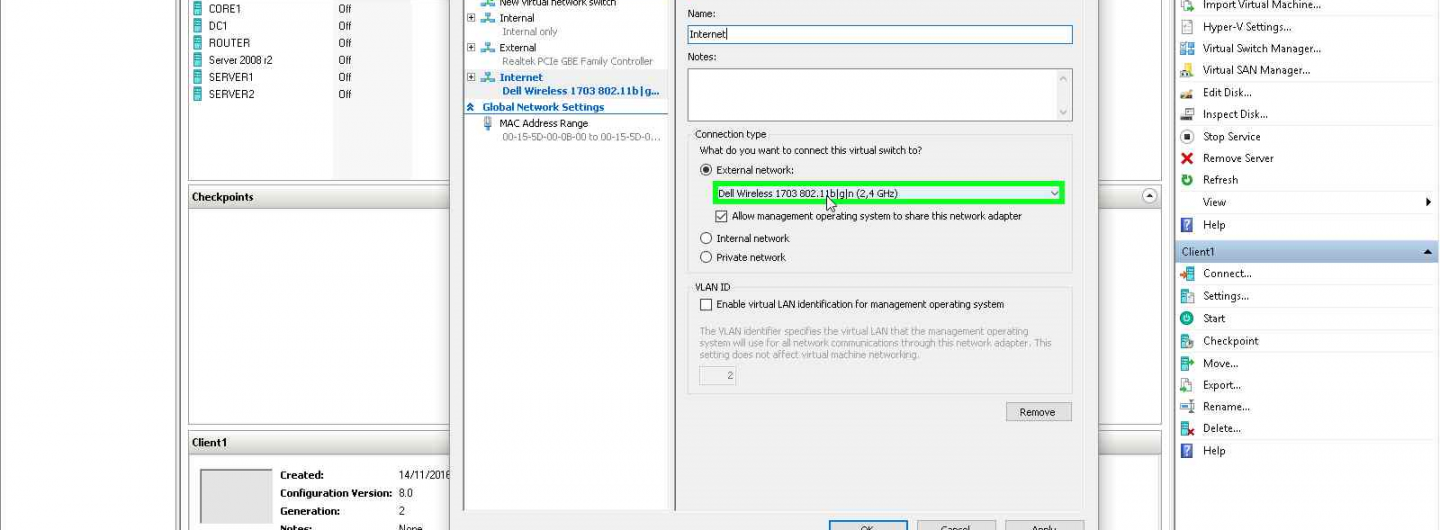 CORE1 Off
DC1 Off
ROUTER Off
Server 2008 r2 Off
SERVER1 Off
SERVER2 Off
Checkpoints
Client1
Created: 14/11/2016
Configuration Version: 8.0
Generation: 2
Notes: None
New virtual network switch
Internal
Internal only
External
Realtek PCIe GBE Family Controller
Internet
Dell Wireless 1703 802.11b|g...
Global Network Settings
MAC Address Range
00-15-5D-00-0B-00 to 00-15-5D-0...
Name:
Internet
Notes:
Connection type
What do you want to connect this virtual switch to?
External network:
Dell Wireless 1703 802.11b|g|n (2,4 GHz)
Allow management operating system to share this network adapter
Internal network
Private network
VLAN ID
Enable virtual LAN identification for management operating system
The VLAN identifier specifies the virtual LAN that the management operating
system will use for all network communications through this network adapter. This
setting does not affect virtual machine networking.
2
Remove
OK Cancel Apply
Import Virtual Machine...
Hyper-V Settings...
Virtual Switch Manager...
Virtual SAN Manager...
Edit Disk...
Inspect Disk...
Stop Service
Remove Server
Refresh
View
Help
Client1
Connect...
Settings...
Start
Checkpoint
Move...
Export...
Rename...
Delete...
Help